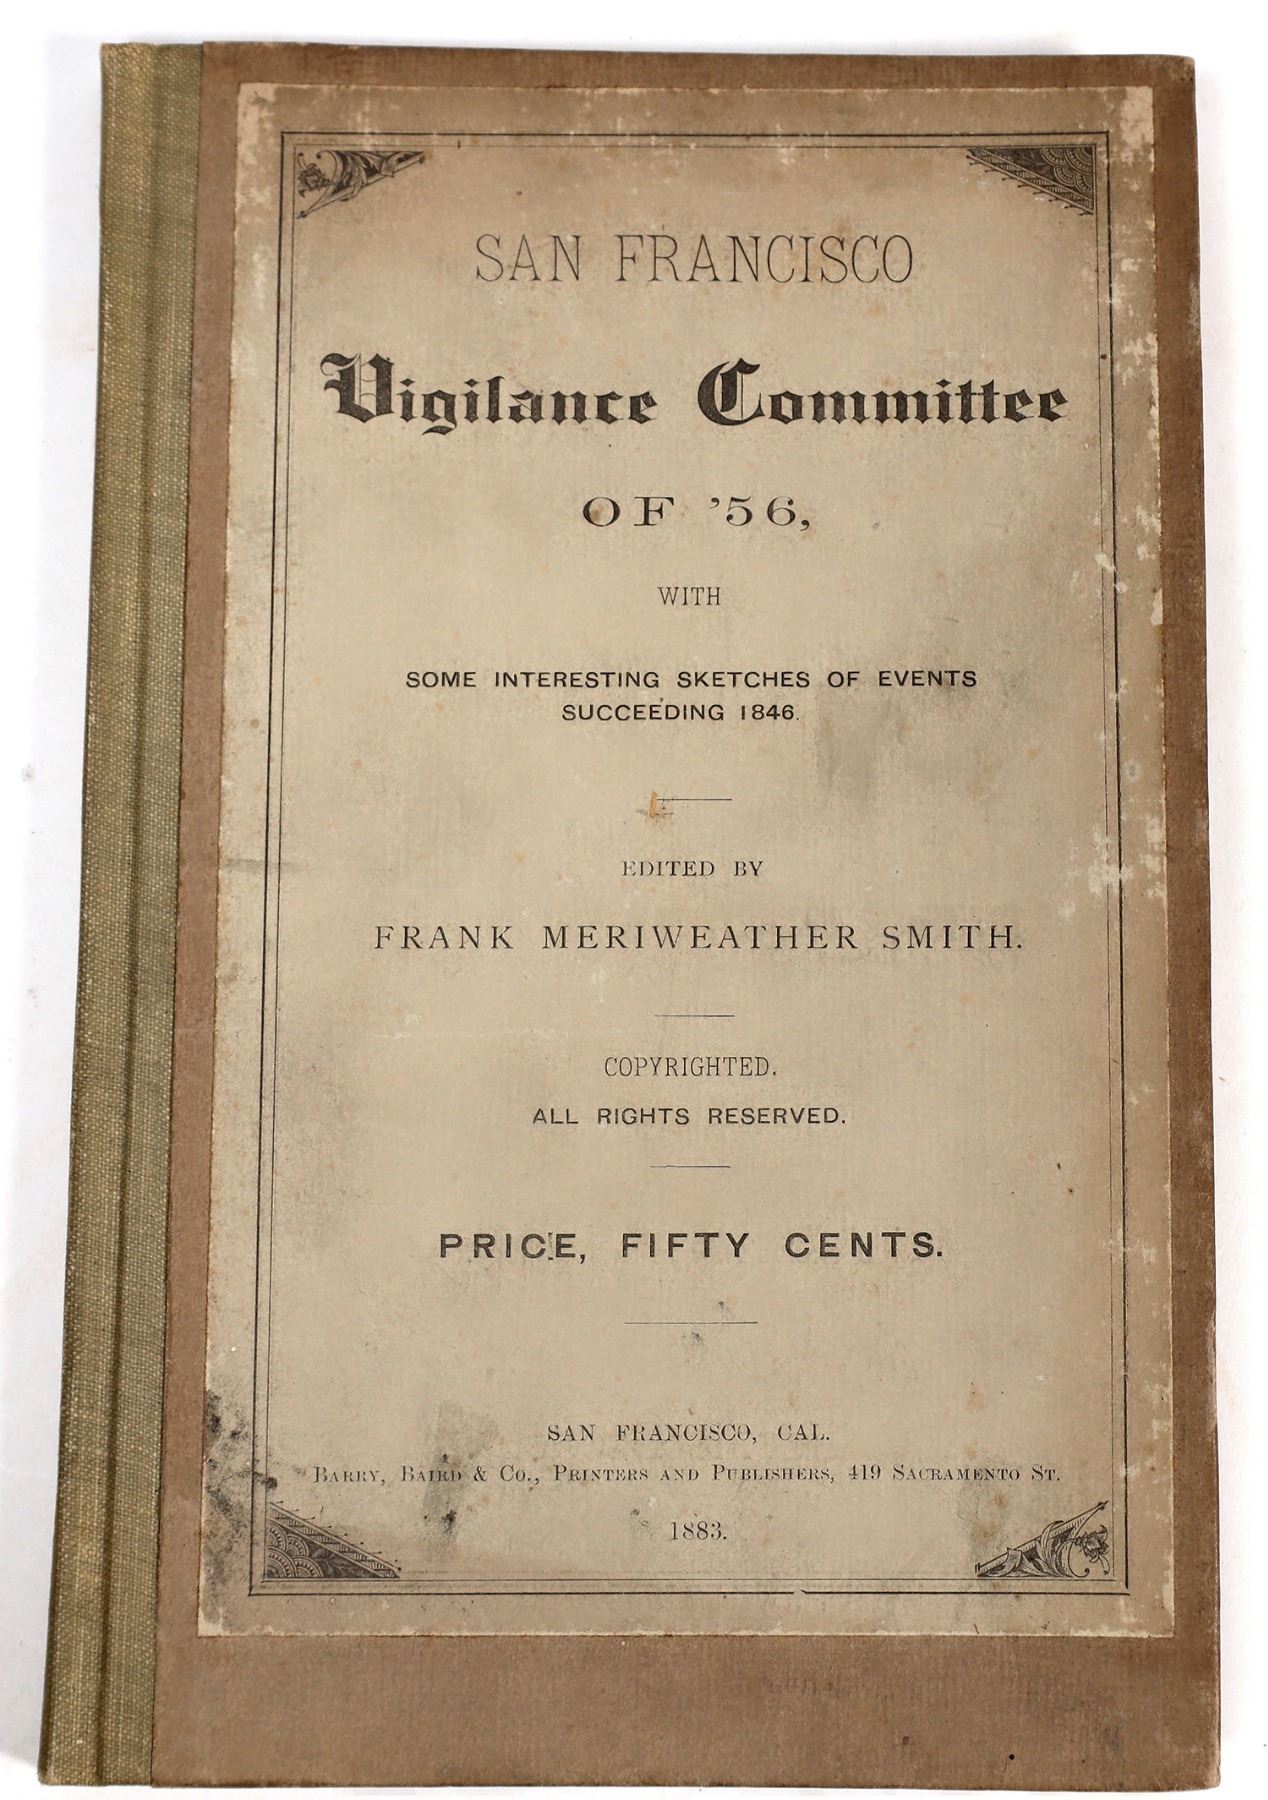 SAN FRANCISCO
Vigilance Committee
OF '56,
WITH
SOME INTERESTING SKETCHES OF EVENTS
SUCCEEDING 1846.
EDITED BY
FRANK MERIWEATHER SMITH.
COPYRIGHTED.
ALL RIGHTS RESERVED.
PRICE, FIFTY CENTS.
SAN FRANCISCO, CAL.
BARRY, BAIRD & CO., PRINTERS AND PUBLISHERS, 419 SACRAMENTO ST.
1883.